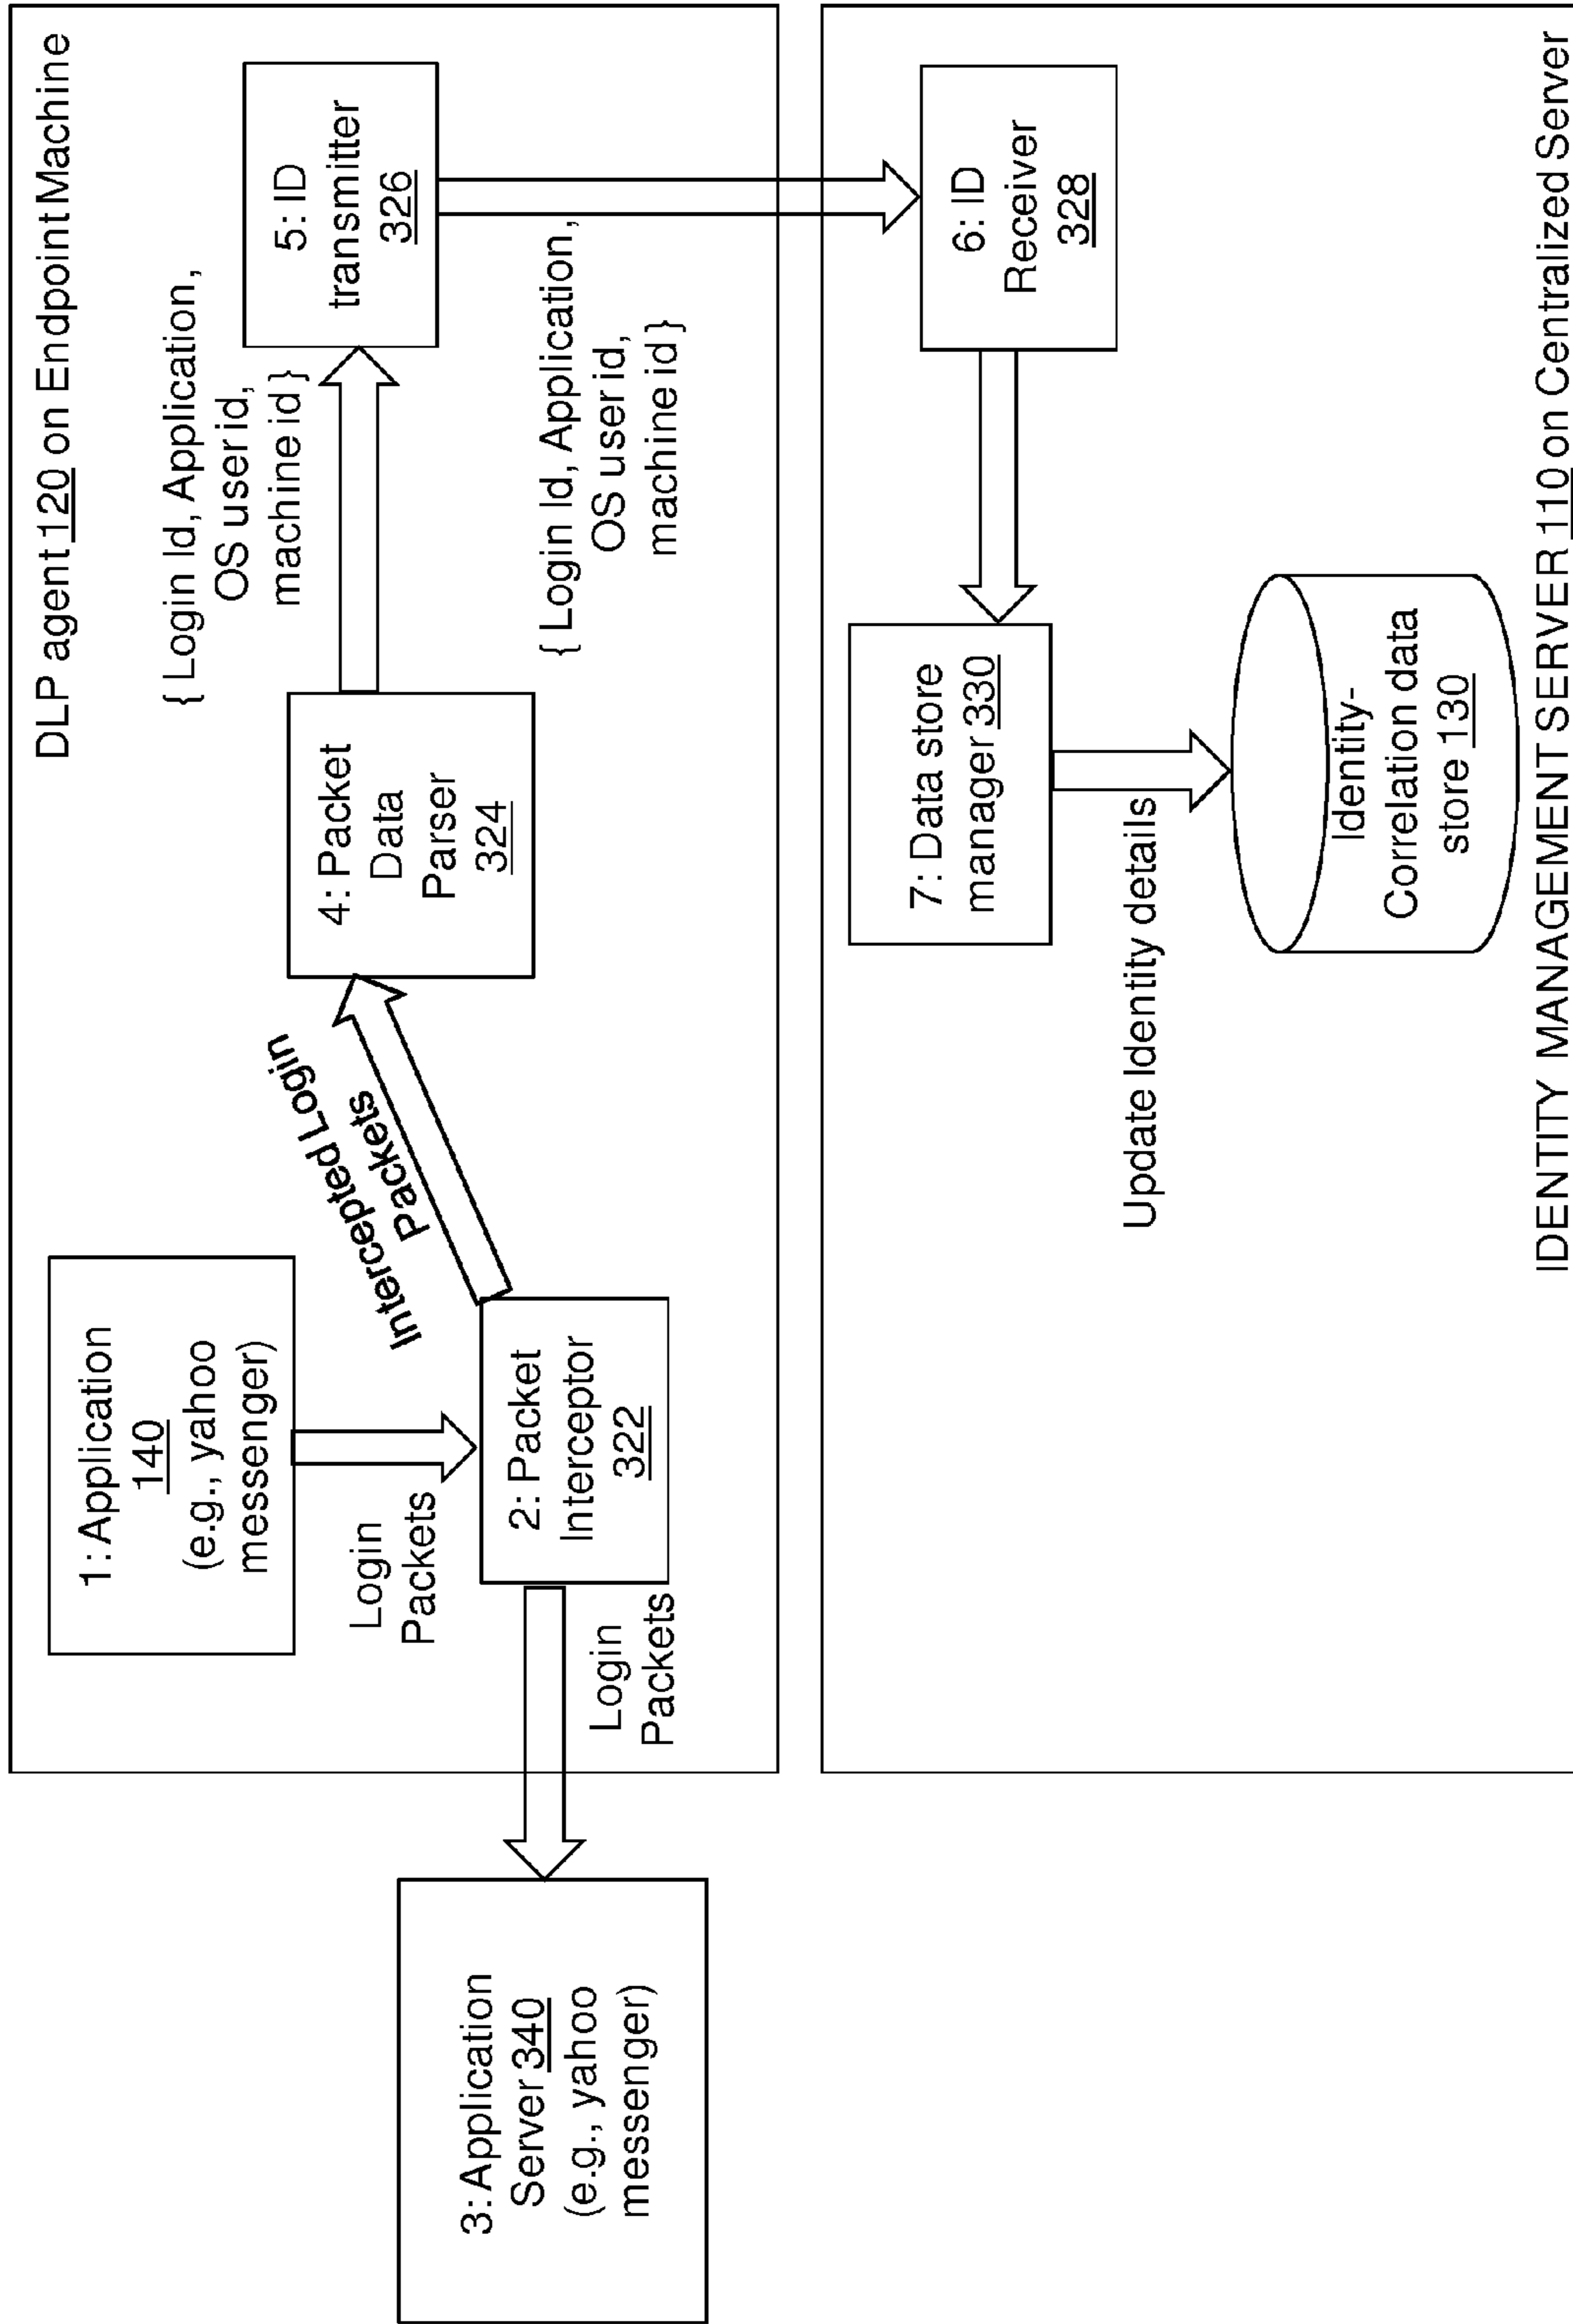 DLP agent 120 on Endpoint Machine
1: Application
140
(e.g., yahoo
messenger)
Login
Packets
2: Packet
Interceptor
322
Login
Packets
3: Application
Server 340
(e.g., yahoo
messenger)
Intercepted Login
Packets
4: Packet
Data
Parser
324
{ Login Id, Application,
OS user id,
machine id }
5: ID
transmitter
326
{ Login Id, Application,
OS user id,
machine id }
6: ID
Receiver
328
7: Data store
manager 330
Update Identity details
Identity-
Correlation data
store 130
IDENTITY MANAGEMENT SERVER 110 on Centralized Server